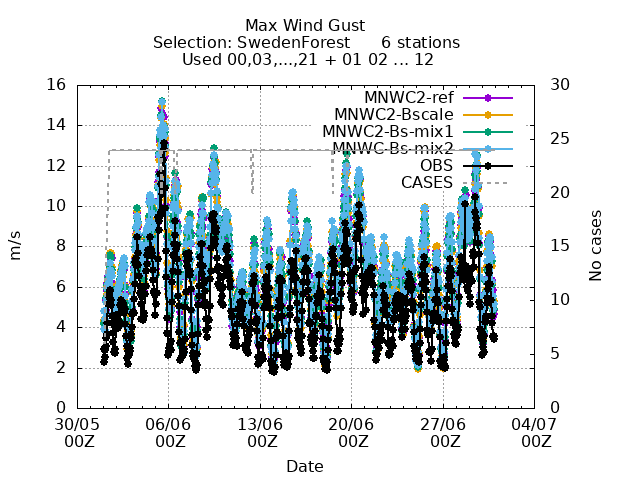 Max Wind Gust
Selection: SwedenForest 6 stations
Used 00,03,...,21 + 01 02 ... 12
16 30
14 25
12 20
10 15
8 10
6 5
4 0
2
0
MNWC2-ref
MNWC2-Bscale
MNWC2-Bs-mix1
MNWC-Bs-mix2
OBS
CASES
m/s
No cases
30/05 06/06 13/06 20/06 27/06 04/07
00Z 00Z 00Z 00Z 00Z 00Z
Date